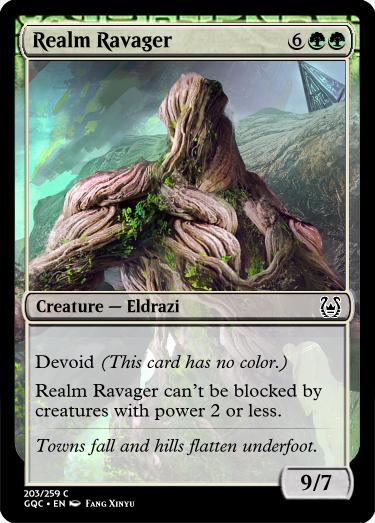 Realm Ravager 6
Creature — Eldrazi
Devoid (This card has no color.)
Realm Ravager can't be blocked by
creatures with power 2 or less.
Towns fall and hills flatten underfoot.
9/7
203/259 C
GQC • EN Fang Xinyu